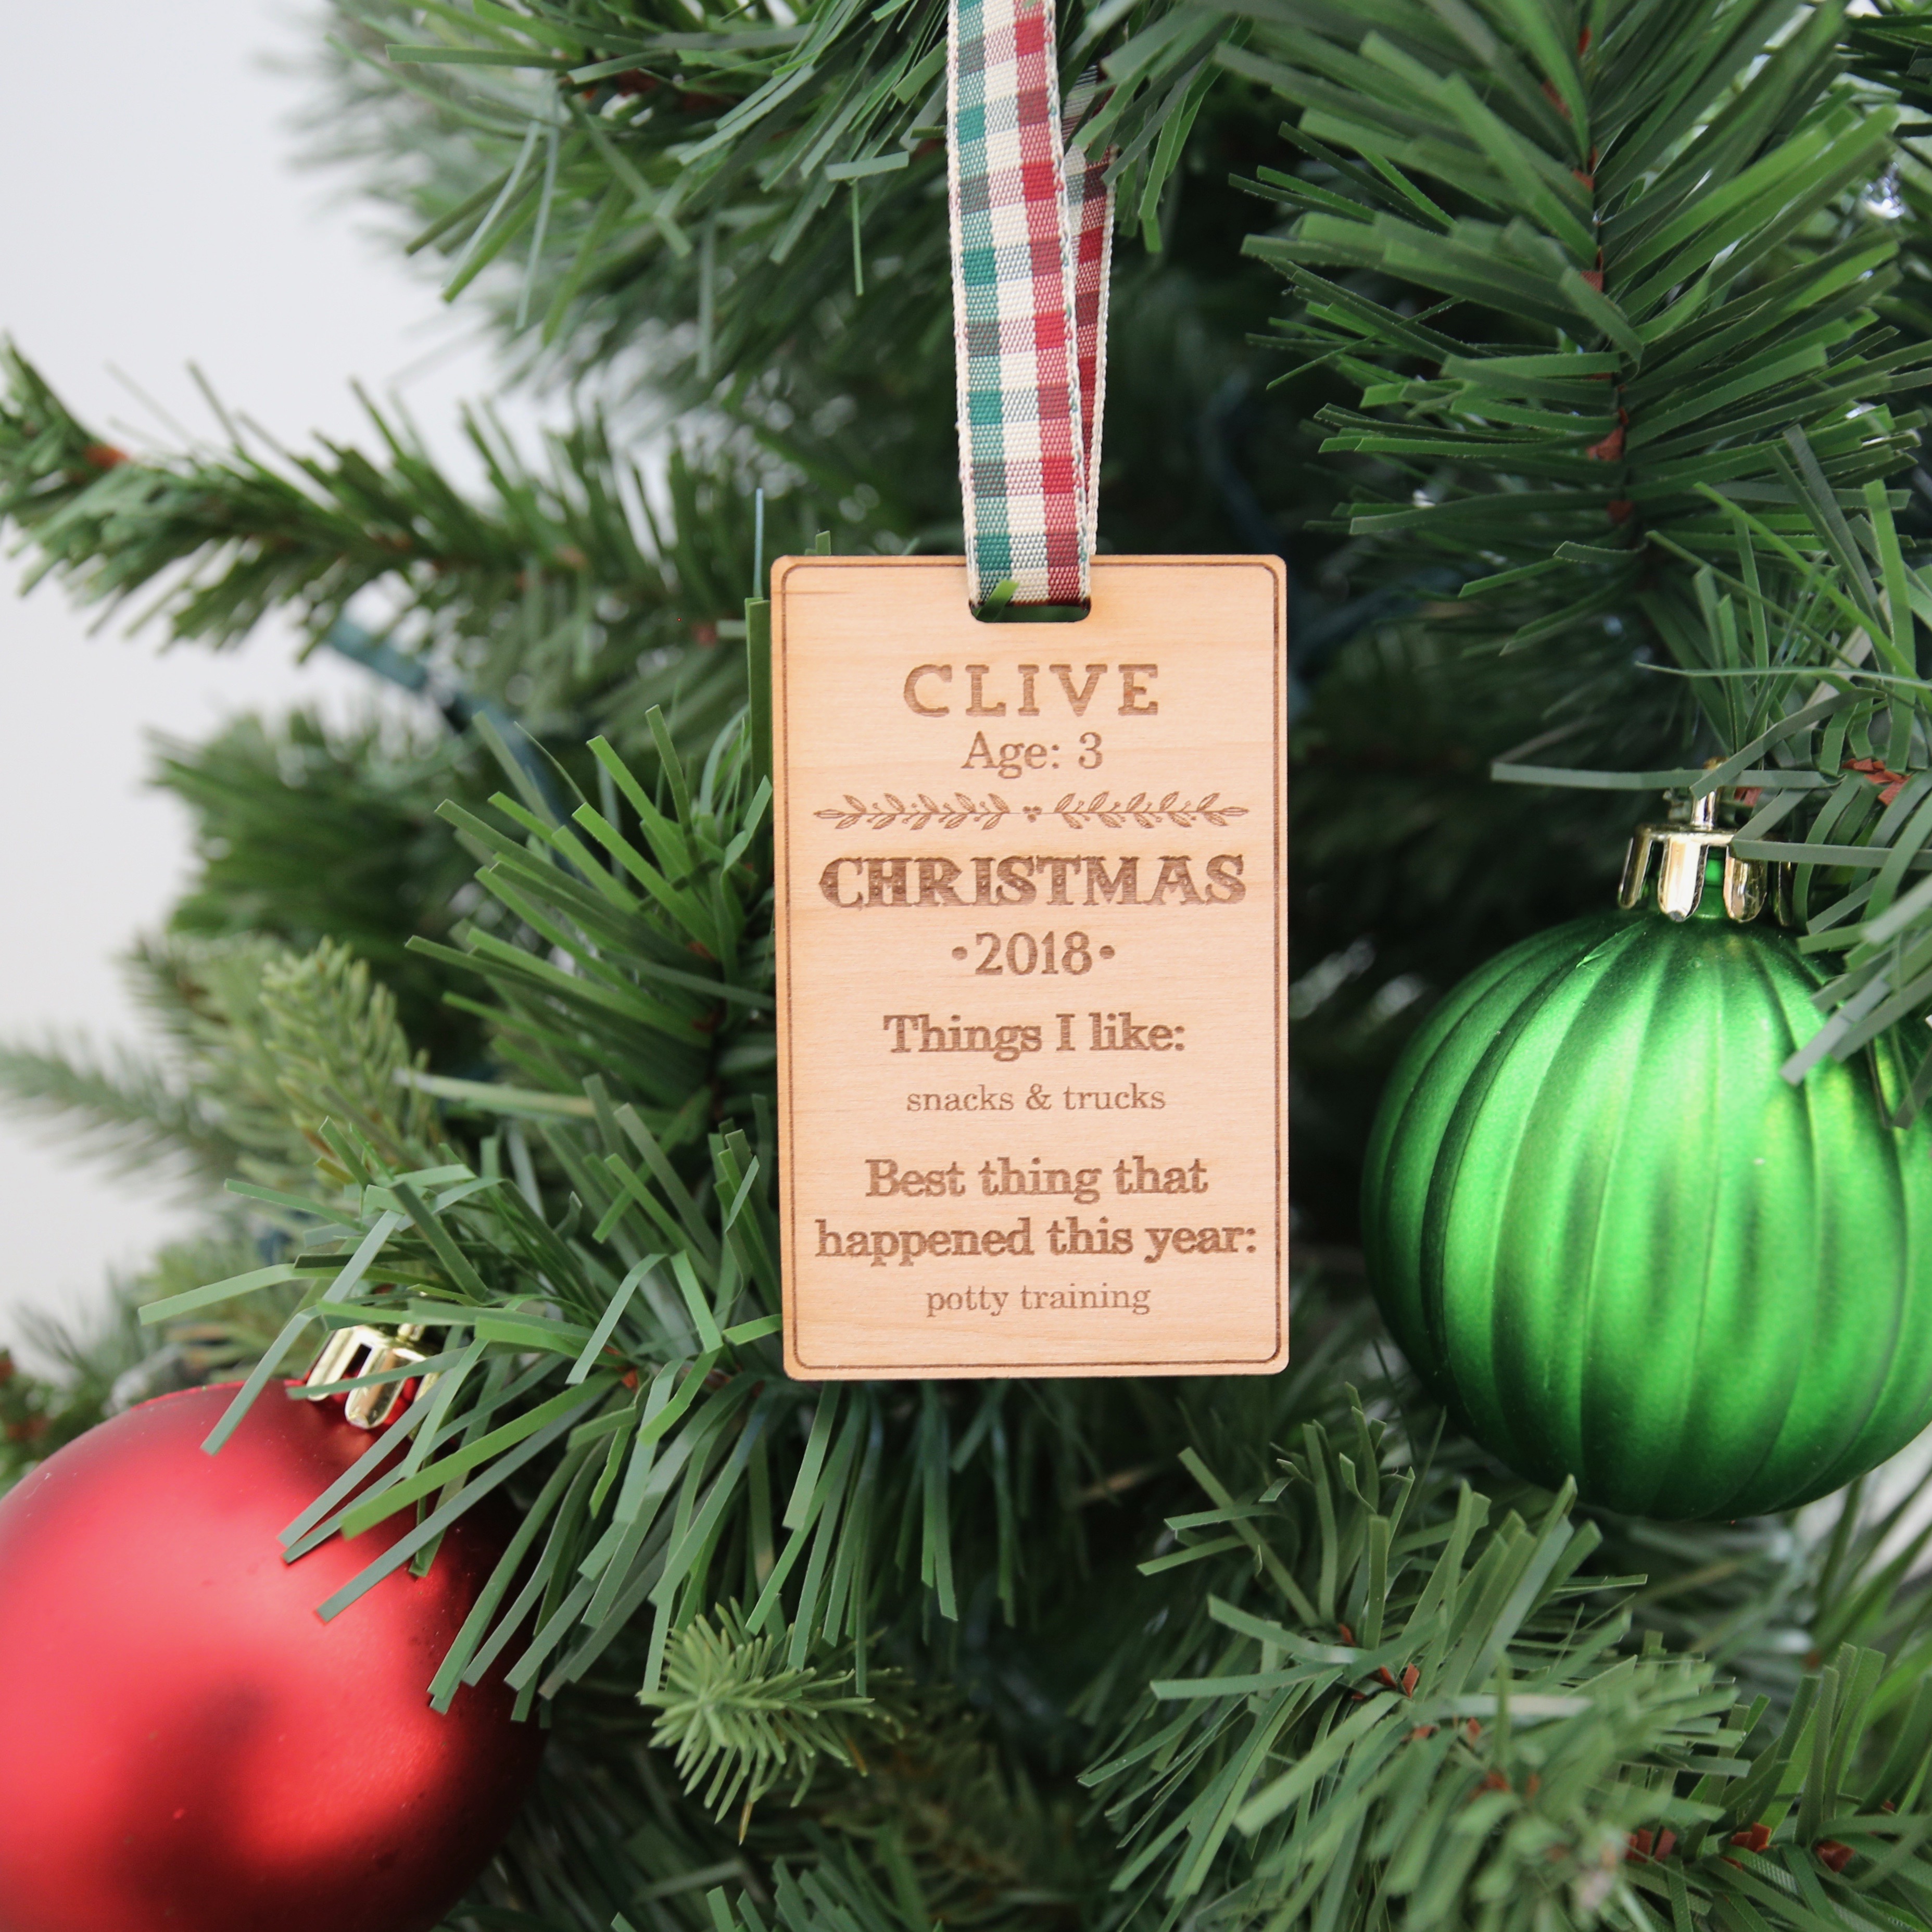 CLIVE
Age: 3
CHRISTMAS
•2018•
Things I like:
snacks & trucks
Best thing that
happened this year:
potty training